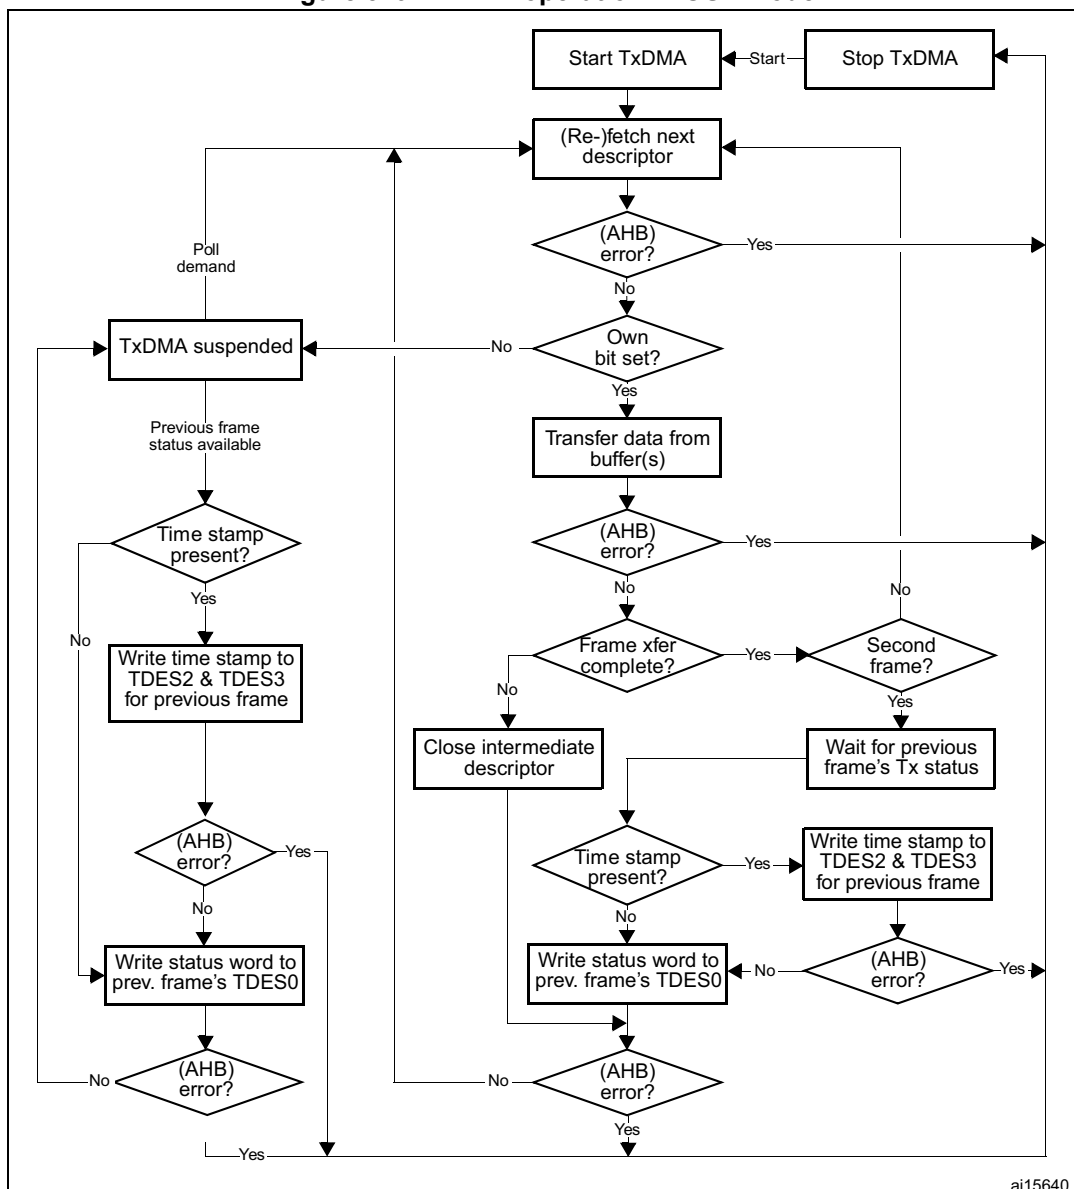 Start TxDMA
Start
Stop TxDMA
(Re-)fetch next
descriptor
(AHB)
error?
Yes
No
Poll
demand
TxDMA suspended
No
Own
bit set?
Yes
Previous frame
status available
Transfer data from
buffer(s)
Time stamp
present?
(AHB)
error?
Yes
No
Yes
No
No
Write time stamp to
TDES2 & TDES3
for previous frame
Frame xfer
complete?
Yes
Second
frame?
No
Yes
Close intermediate
descriptor
Wait for previous
frame's Tx status
(AHB)
error?
Yes
No
Time stamp
present?
Yes
Write time stamp to
TDES2 & TDES3
for previous frame
No
Write status word to
prev. frame's TDES0
Write status word to
prev. frame's TDES0
No
(AHB)
error?
Yes
No
(AHB)
error?
No
(AHB)
error?
Yes
Yes
ai15640